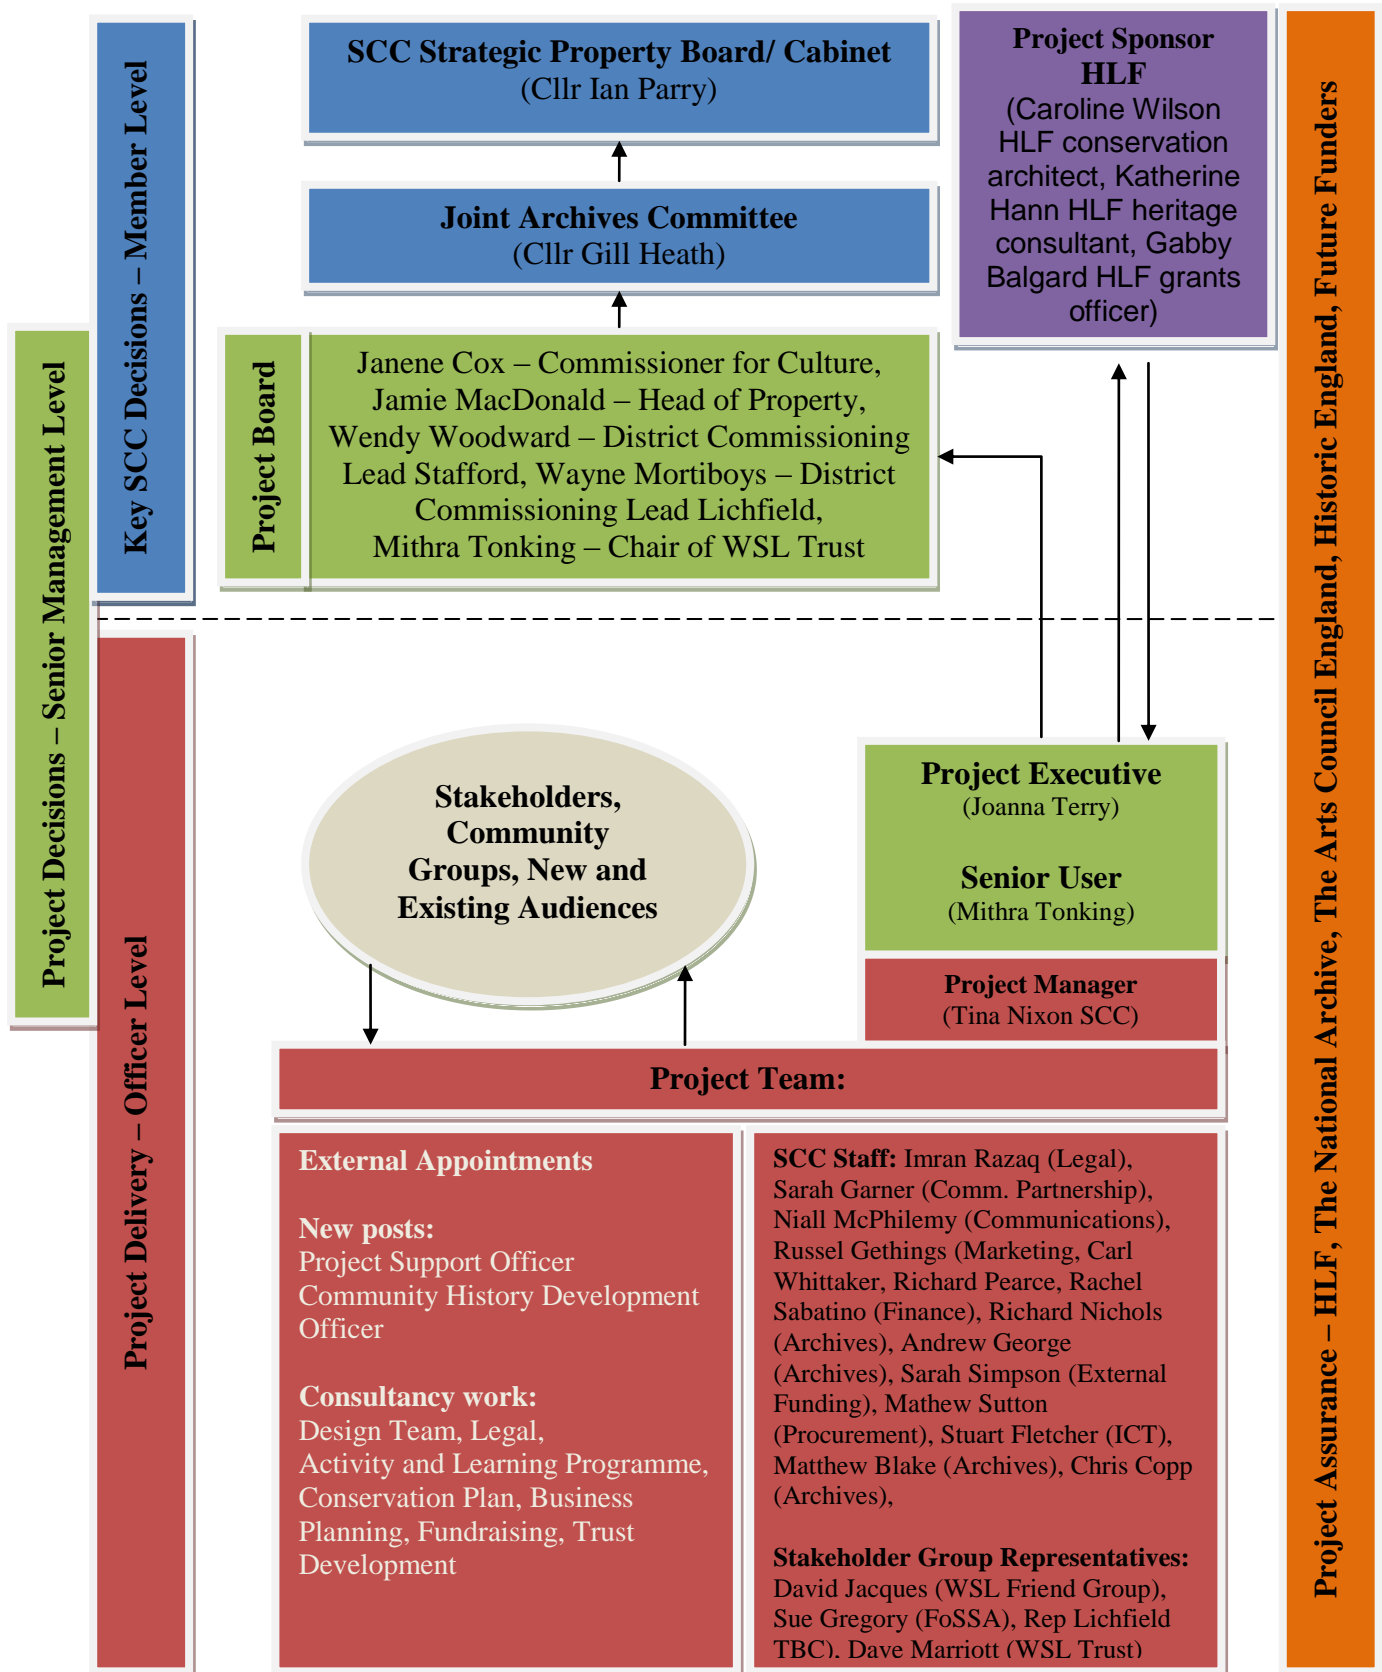 SCC Strategic Property Board/ Cabinet
(Cllr Ian Parry)
Joint Archives Committee
(Cllr Gill Heath)
Project Sponsor
HLF
(Caroline Wilson
HLF conservation
architect, Katherine
Hann HLF heritage
consultant, Gabby
Balgard HLF grants
officer)
Key SCC Decisions – Member Level
Project Decisions – Senior Management Level
Project Delivery – Officer Level
Project Board
Janene Cox – Commissioner for Culture,
Jamie MacDonald – Head of Property,
Wendy Woodward – District Commissioning
Lead Stafford, Wayne Mortiboys – District
Commissioning Lead Lichfield,
Mithra Tonking – Chair of WSL Trust
Stakeholders,
Community
Groups, New and
Existing Audiences
Project Executive
(Joanna Terry)
Senior User
(Mithra Tonking)
Project Manager
(Tina Nixon SCC)
Project Team:
External Appointments
New posts:
Project Support Officer
Community History Development
Officer
Consultancy work:
Design Team, Legal,
Activity and Learning Programme,
Conservation Plan, Business
Planning, Fundraising, Trust
Development
SCC Staff: Imran Razaq (Legal),
Sarah Garner (Comm. Partnership),
Niall McPhilemy (Communications),
Russel Gethings (Marketing, Carl
Whittaker, Richard Pearce, Rachel
Sabatino (Finance), Richard Nichols
(Archives), Andrew George
(Archives), Sarah Simpson (External
Funding), Mathew Sutton
(Procurement), Stuart Fletcher (ICT),
Matthew Blake (Archives), Chris Copp
(Archives),
Stakeholder Group Representatives:
David Jacques (WSL Friend Group),
Sue Gregory (FoSSA), Rep Lichfield
TBC), Dave Marriott (WSL Trust)
Project Assurance – HLF, The National Archive, The Arts Council England, Historic England, Future Funders